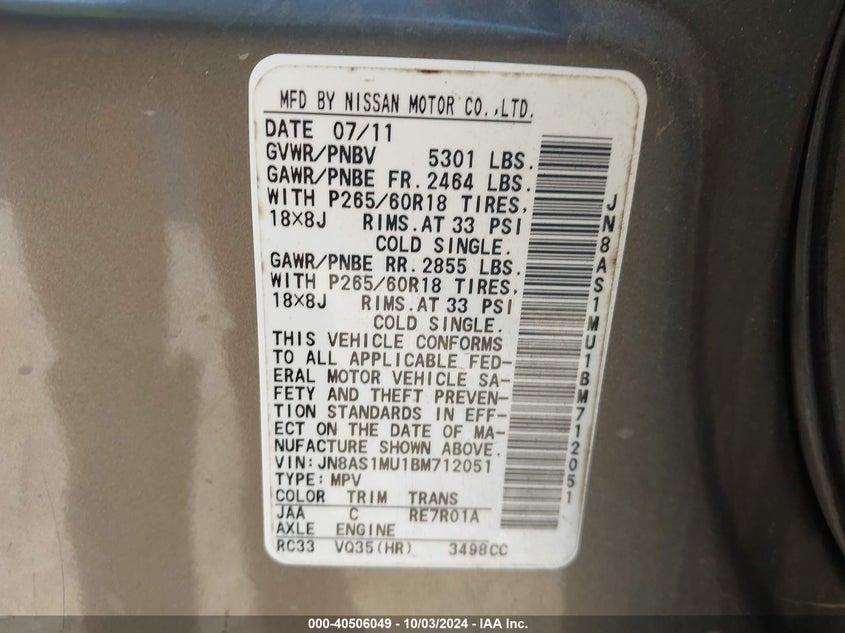 MFD BY NISSAN MOTOR CO.,LTD.
DATE 07/11
GVWR/PNBV 5301 LBS.
GAWR/PNBE FR. 2464 LBS.
WITH P265/60R18 TIRES,
18X8J RIMS. AT 33 PSI
COLD SINGLE.
GAWR/PNBE RR. 2855 LBS.
WITH P265/60R18 TIRES,
18X8J RIMS. AT 33 PSI
COLD SINGLE.
THIS VEHICLE CONFORMS
TO ALL APPLICABLE FED-
ERAL MOTOR VEHICLE SA-
FETY AND THEFT PREVEN-
TION STANDARDS IN EFF-
ECT ON THE DATE OF MA-
NUFACTURE SHOWN ABOVE.
VIN: JN8AS1MU1BM712051
TYPE: MPV
COLOR TRIM TRANS
JAA C RE7R01A
AXLE ENGINE
RC33 VQ35(HR) 3498CC
JN8AS1MU1BM712051
000-40506049 - 10/03/2024 - IAA Inc.